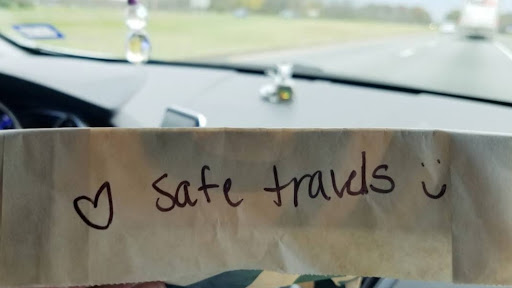 ♡ safe travels :)